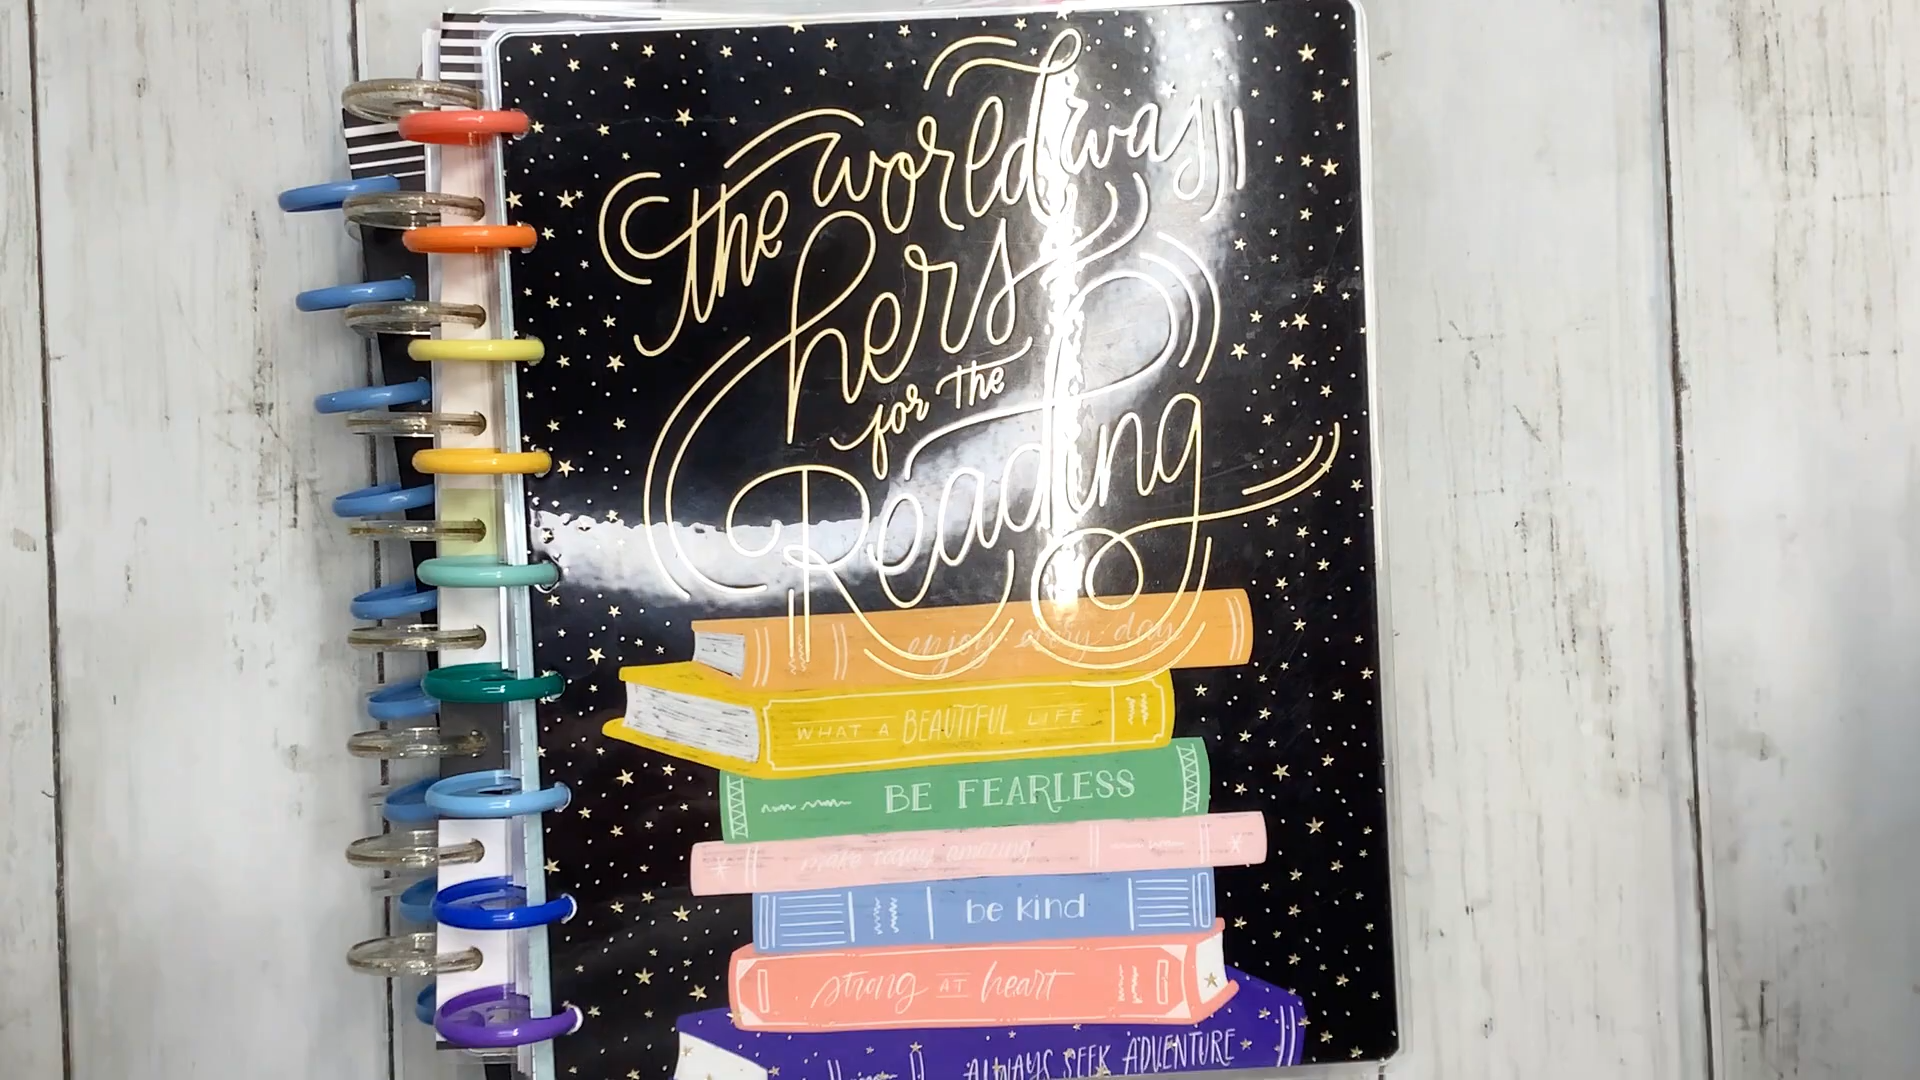 the world was
hers
for the
Reading
enjoy every day
WHAT A BEAUTIFUL LIFE
BE FEARLESS
make today amazing
be kind
strong AT heart
ALWAYS SEEK ADVENTURE